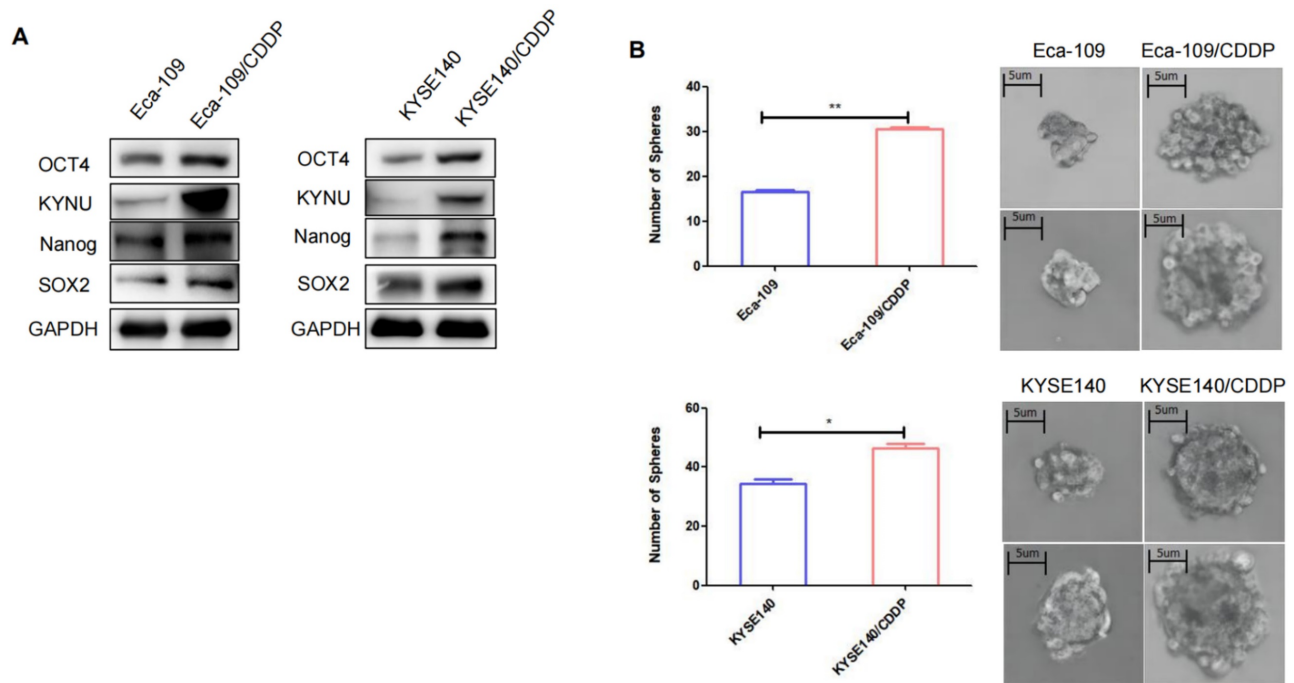 A
Eca-109
Eca-109/CDDP
OCT4
KYNU
Nanog
SOX2
GAPDH
KYSE140
KYSE140/CDDP
OCT4
KYNU
Nanog
SOX2
GAPDH
B
Number of Spheres
40
30
20
10
0
**
Eca-109
Eca-109/CDDP
Eca-109
Eca-109/CDDP
5um
5um
5um
5um
Number of Spheres
60
40
20
0
*
KYSE140
KYSE140/CDDP
KYSE140
KYSE140/CDDP
5um
5um
5um
5um